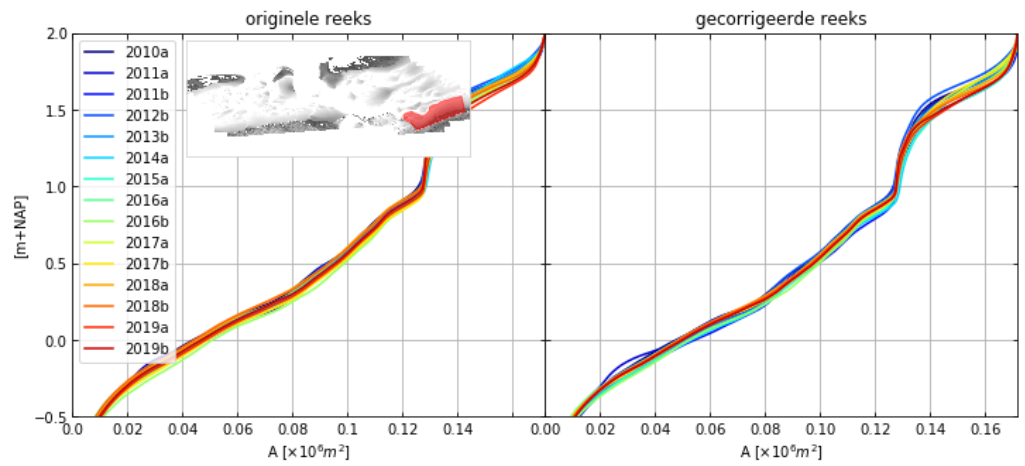 originele reeks
gecorrigeerde reeks
2.0
1.5
1.0
0.5
0.0
−0.5
[m+NAP]
2010a
2011a
2011b
2012b
2013b
2014a
2015a
2016a
2016b
2017a
2017b
2018a
2018b
2019a
2019b
0.0 0.02 0.04 0.06 0.08 0.10 0.12 0.14 0.00 0.02 0.04 0.06 0.08 0.10 0.12 0.14 0.16
A [×10⁶m²]
A [×10⁶m²]